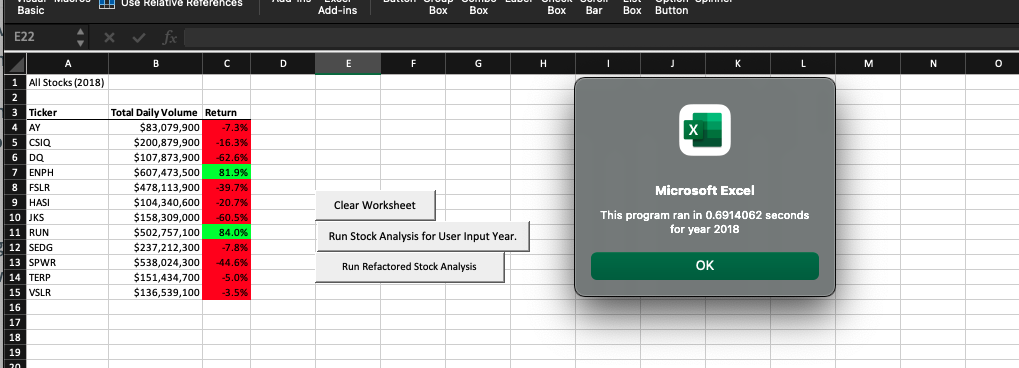 Basic
Use Relative References
Add-ins
Box
Box
Box
Bar
Box
Button
E22
fx
A B C D E F G H I J K L M N O
1 All Stocks (2018)
2
3 Ticker Total Daily Volume Return
4 AY $83,079,900 -7.3%
5 CSIQ $200,879,900 -16.3%
6 DQ $107,873,900 -62.6%
7 ENPH $607,473,500 81.9%
8 FSLR $478,113,900 -39.7%
9 HASI $104,340,600 -20.7%
10 JKS $158,309,000 -60.5%
11 RUN $502,757,100 84.0%
12 SEDG $237,212,300 -7.8%
13 SPWR $538,024,300 -44.6%
14 TERP $151,434,700 -5.0%
15 VSLR $136,539,100 -3.5%
16
17
18
19
20
Clear Worksheet
Run Stock Analysis for User Input Year.
Run Refactored Stock Analysis
X
Microsoft Excel
This program ran in 0.6914062 seconds
for year 2018
OK